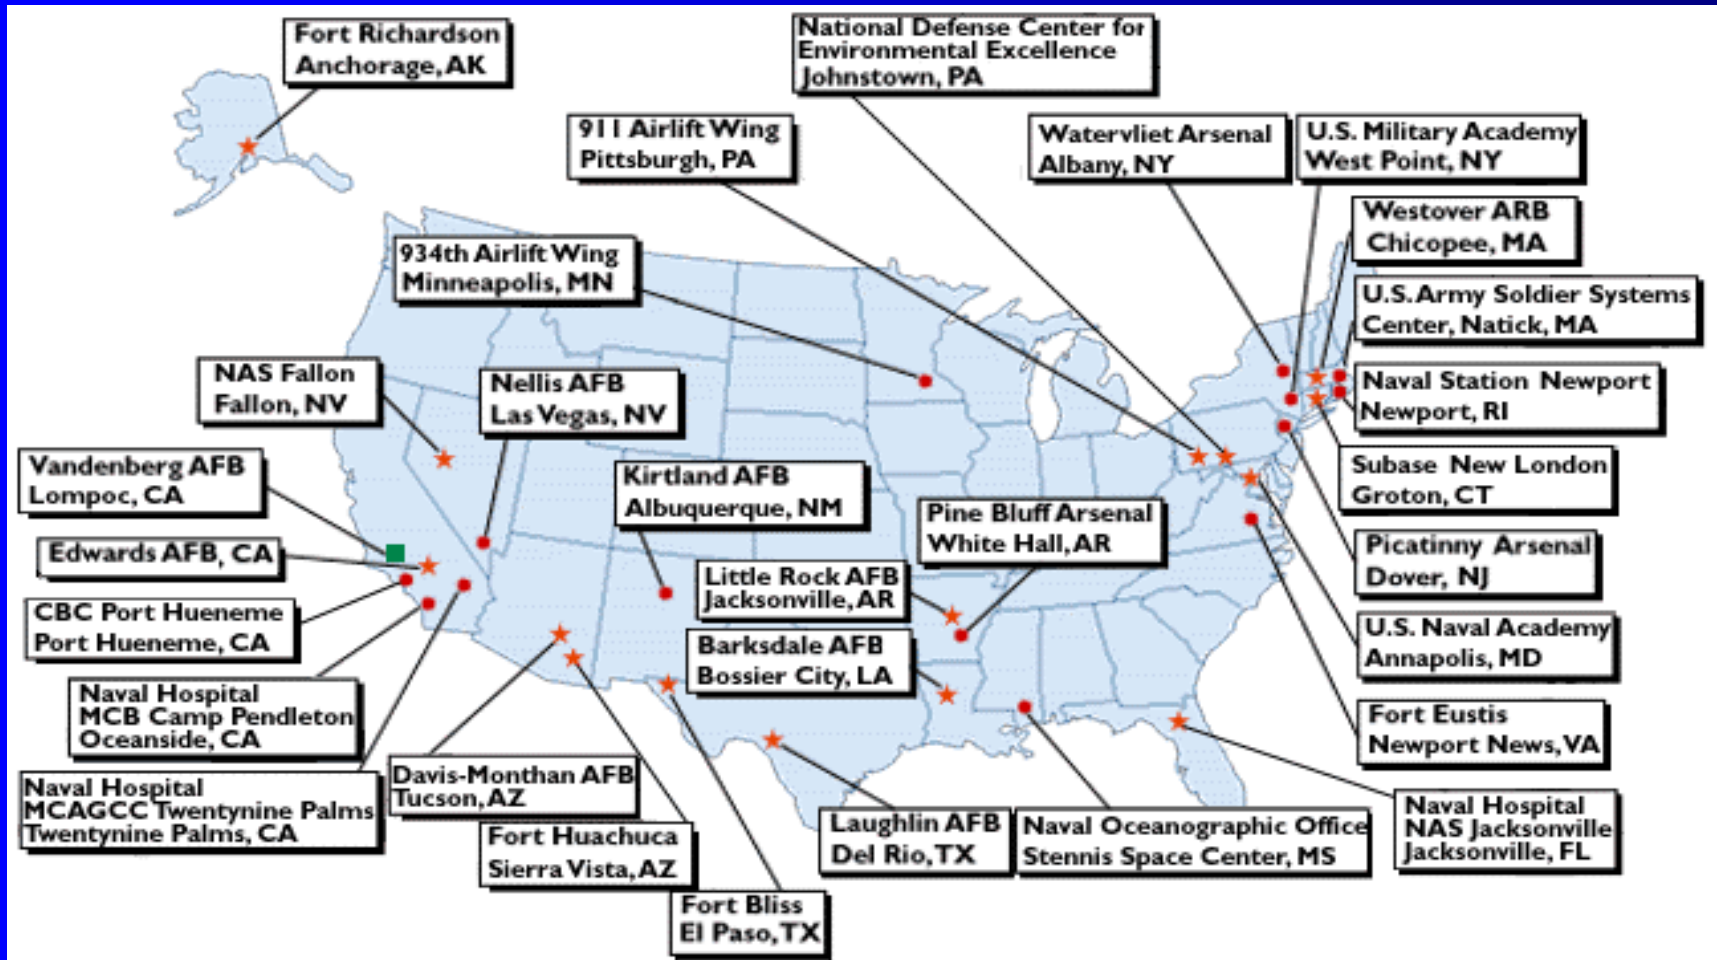 Fort Richardson
Anchorage, AK
National Defense Center for
Environmental Excellence
Johnstown, PA
911 Airlift Wing
Pittsburgh, PA
Watervliet Arsenal
Albany, NY
U.S. Military Academy
West Point, NY
Westover ARB
Chicopee, MA
934th Airlift Wing
Minneapolis, MN
U.S. Army Soldier Systems
Center, Natick, MA
NAS Fallon
Fallon, NV
Nellis AFB
Las Vegas, NV
Naval Station Newport
Newport, RI
Vandenberg AFB
Lompoc, CA
Kirtland AFB
Albuquerque, NM
Subase New London
Groton, CT
Pine Bluff Arsenal
White Hall, AR
Edwards AFB, CA
Picatinny Arsenal
Dover, NJ
Little Rock AFB
Jacksonville, AR
CBC Port Hueneme
Port Hueneme, CA
U.S. Naval Academy
Annapolis, MD
Barksdale AFB
Bossier City, LA
Naval Hospital
MCB Camp Pendleton
Oceanside, CA
Fort Eustis
Newport News, VA
Naval Hospital
MCAGCC Twentynine Palms
Twentynine Palms, CA
Davis-Monthan AFB
Tucson, AZ
Fort Huachuca
Sierra Vista, AZ
Laughlin AFB
Del Rio, TX
Naval Oceanographic Office
Stennis Space Center, MS
Naval Hospital
NAS Jacksonville
Jacksonville, FL
Fort Bliss
El Paso, TX